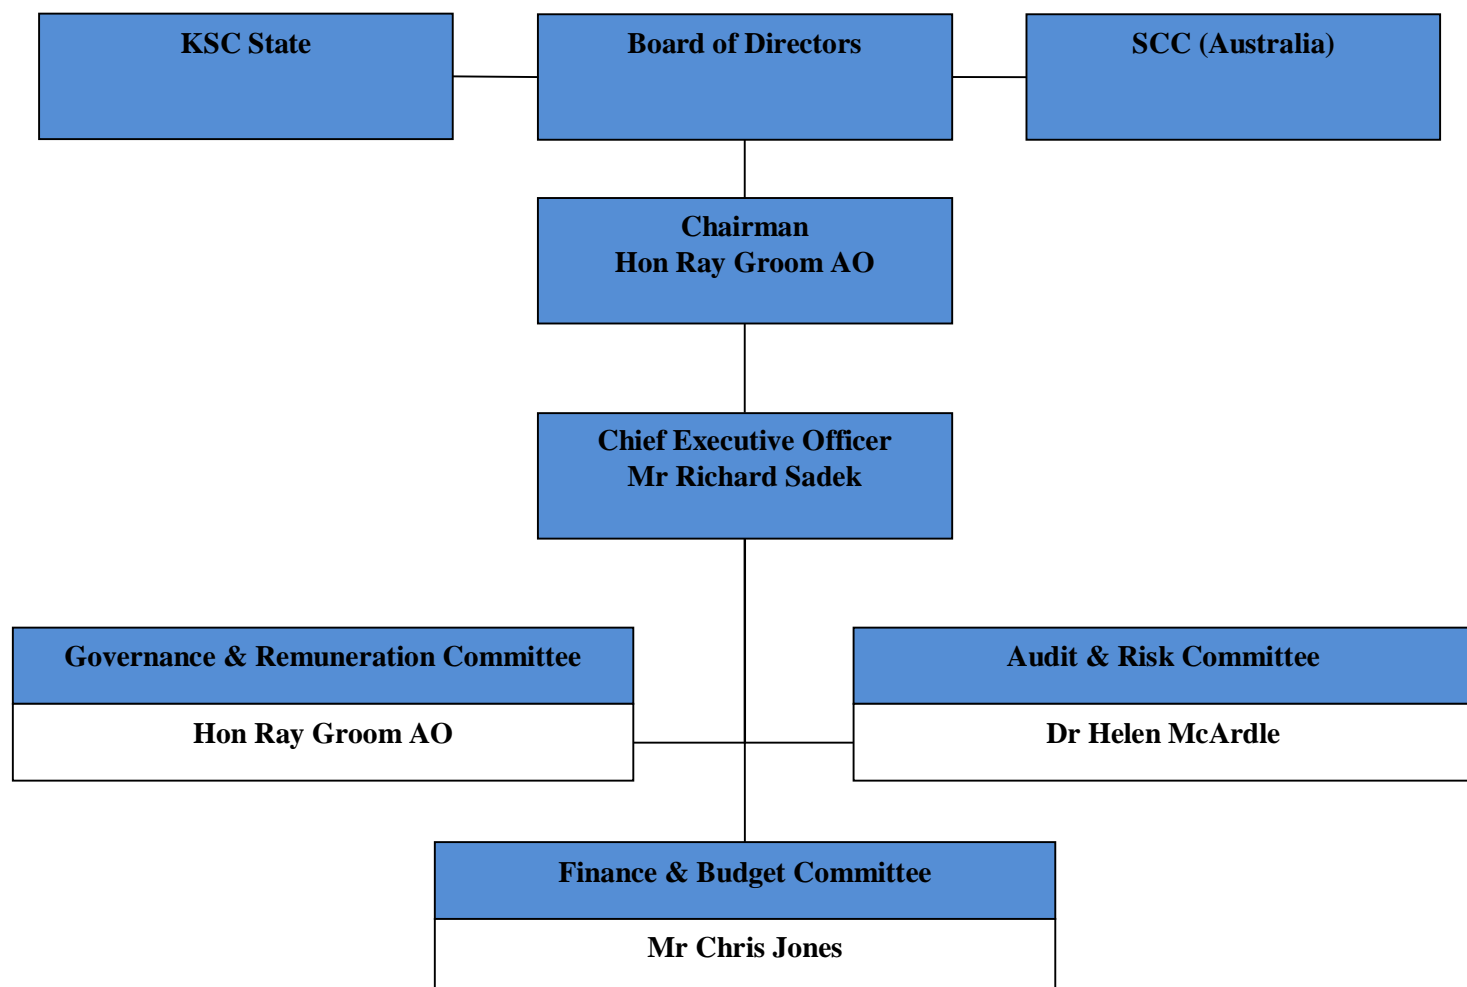 KSC State
Board of Directors
SCC (Australia)
Chairman
Hon Ray Groom AO
Chief Executive Officer
Mr Richard Sadek
Governance & Remuneration Committee
Hon Ray Groom AO
Audit & Risk Committee
Dr Helen McArdle
Finance & Budget Committee
Mr Chris Jones